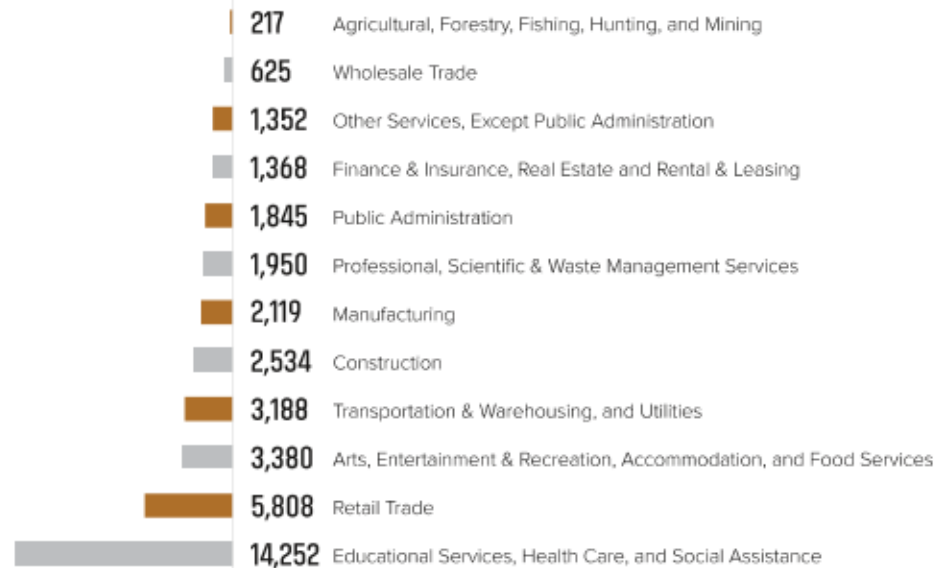 217 Agricultural, Forestry, Fishing, Hunting, and Mining
625 Wholesale Trade
1,352 Other Services, Except Public Administration
1,368 Finance & Insurance, Real Estate and Rental & Leasing
1,845 Public Administration
1,950 Professional, Scientific & Waste Management Services
2,119 Manufacturing
2,534 Construction
3,188 Transportation & Warehousing, and Utilities
3,380 Arts, Entertainment & Recreation, Accommodation, and Food Services
5,808 Retail Trade
14,252 Educational Services, Health Care, and Social Assistance